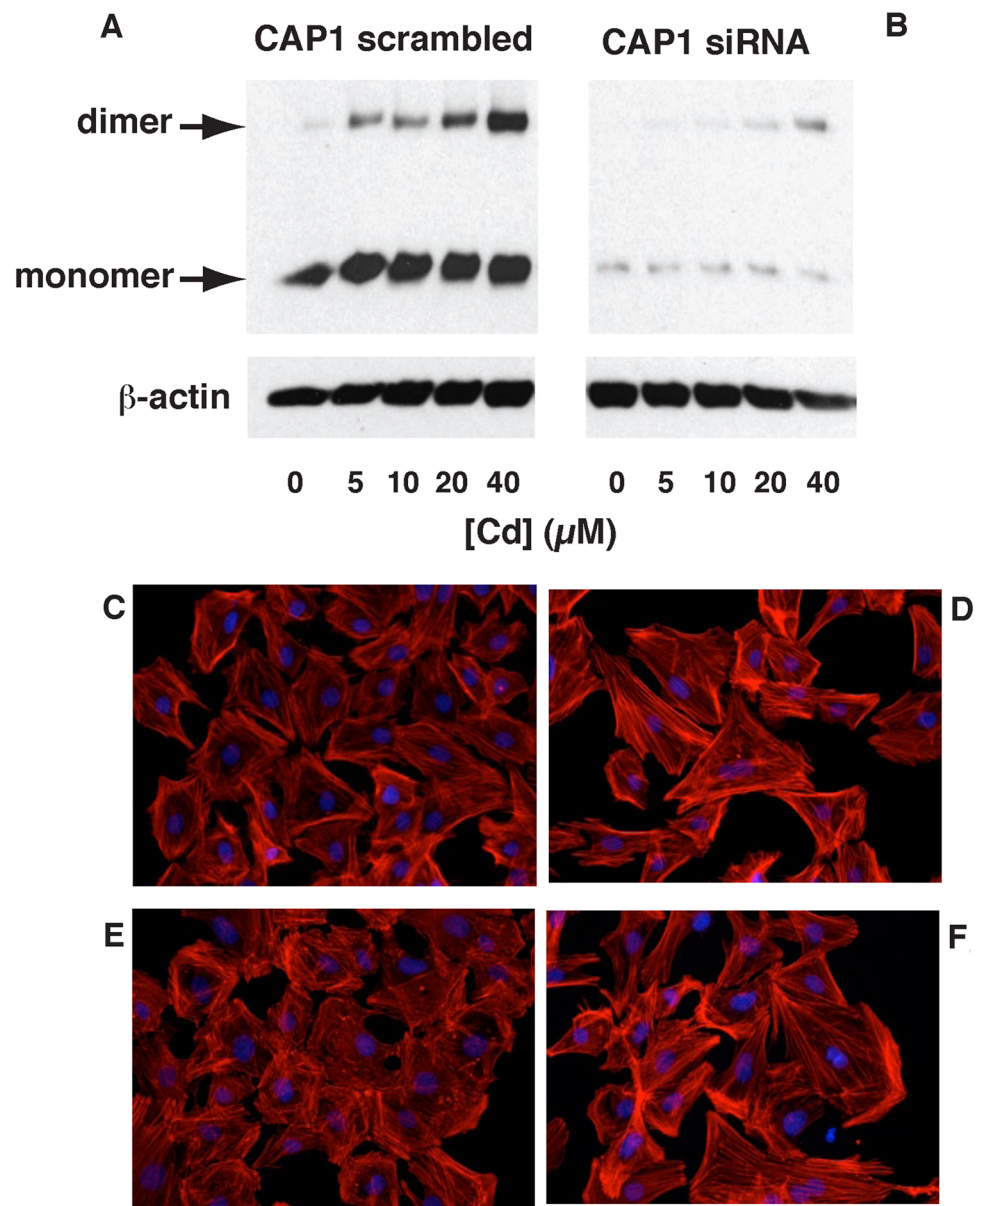 A
CAP1 scrambled
CAP1 siRNA
B
dimer
monomer
β-actin
0 5 10 20 40
0 5 10 20 40
[Cd] (µM)
C
D
E
F